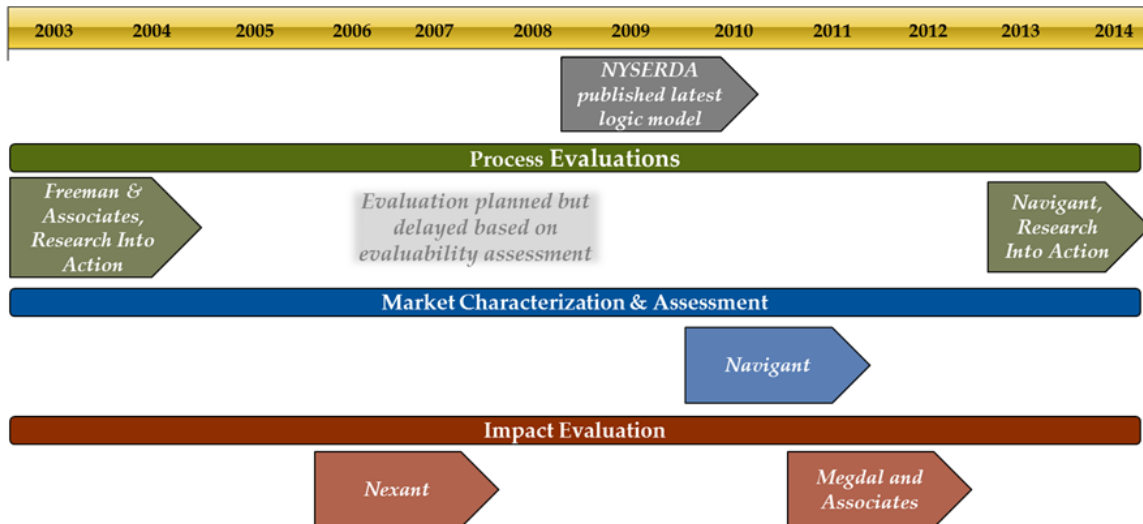 2003 2004 2005 2006 2007 2008 2009 2010 2011 2012 2013 2014
NYSERDA
published latest
logic model
Process Evaluations
Freeman &
Associates,
Research Into
Action
Evaluation planned but
delayed based on
evaluability assessment
Navigant,
Research
Into Action
Market Characterization & Assessment
Navigant
Impact Evaluation
Nexant
Megdal and
Associates